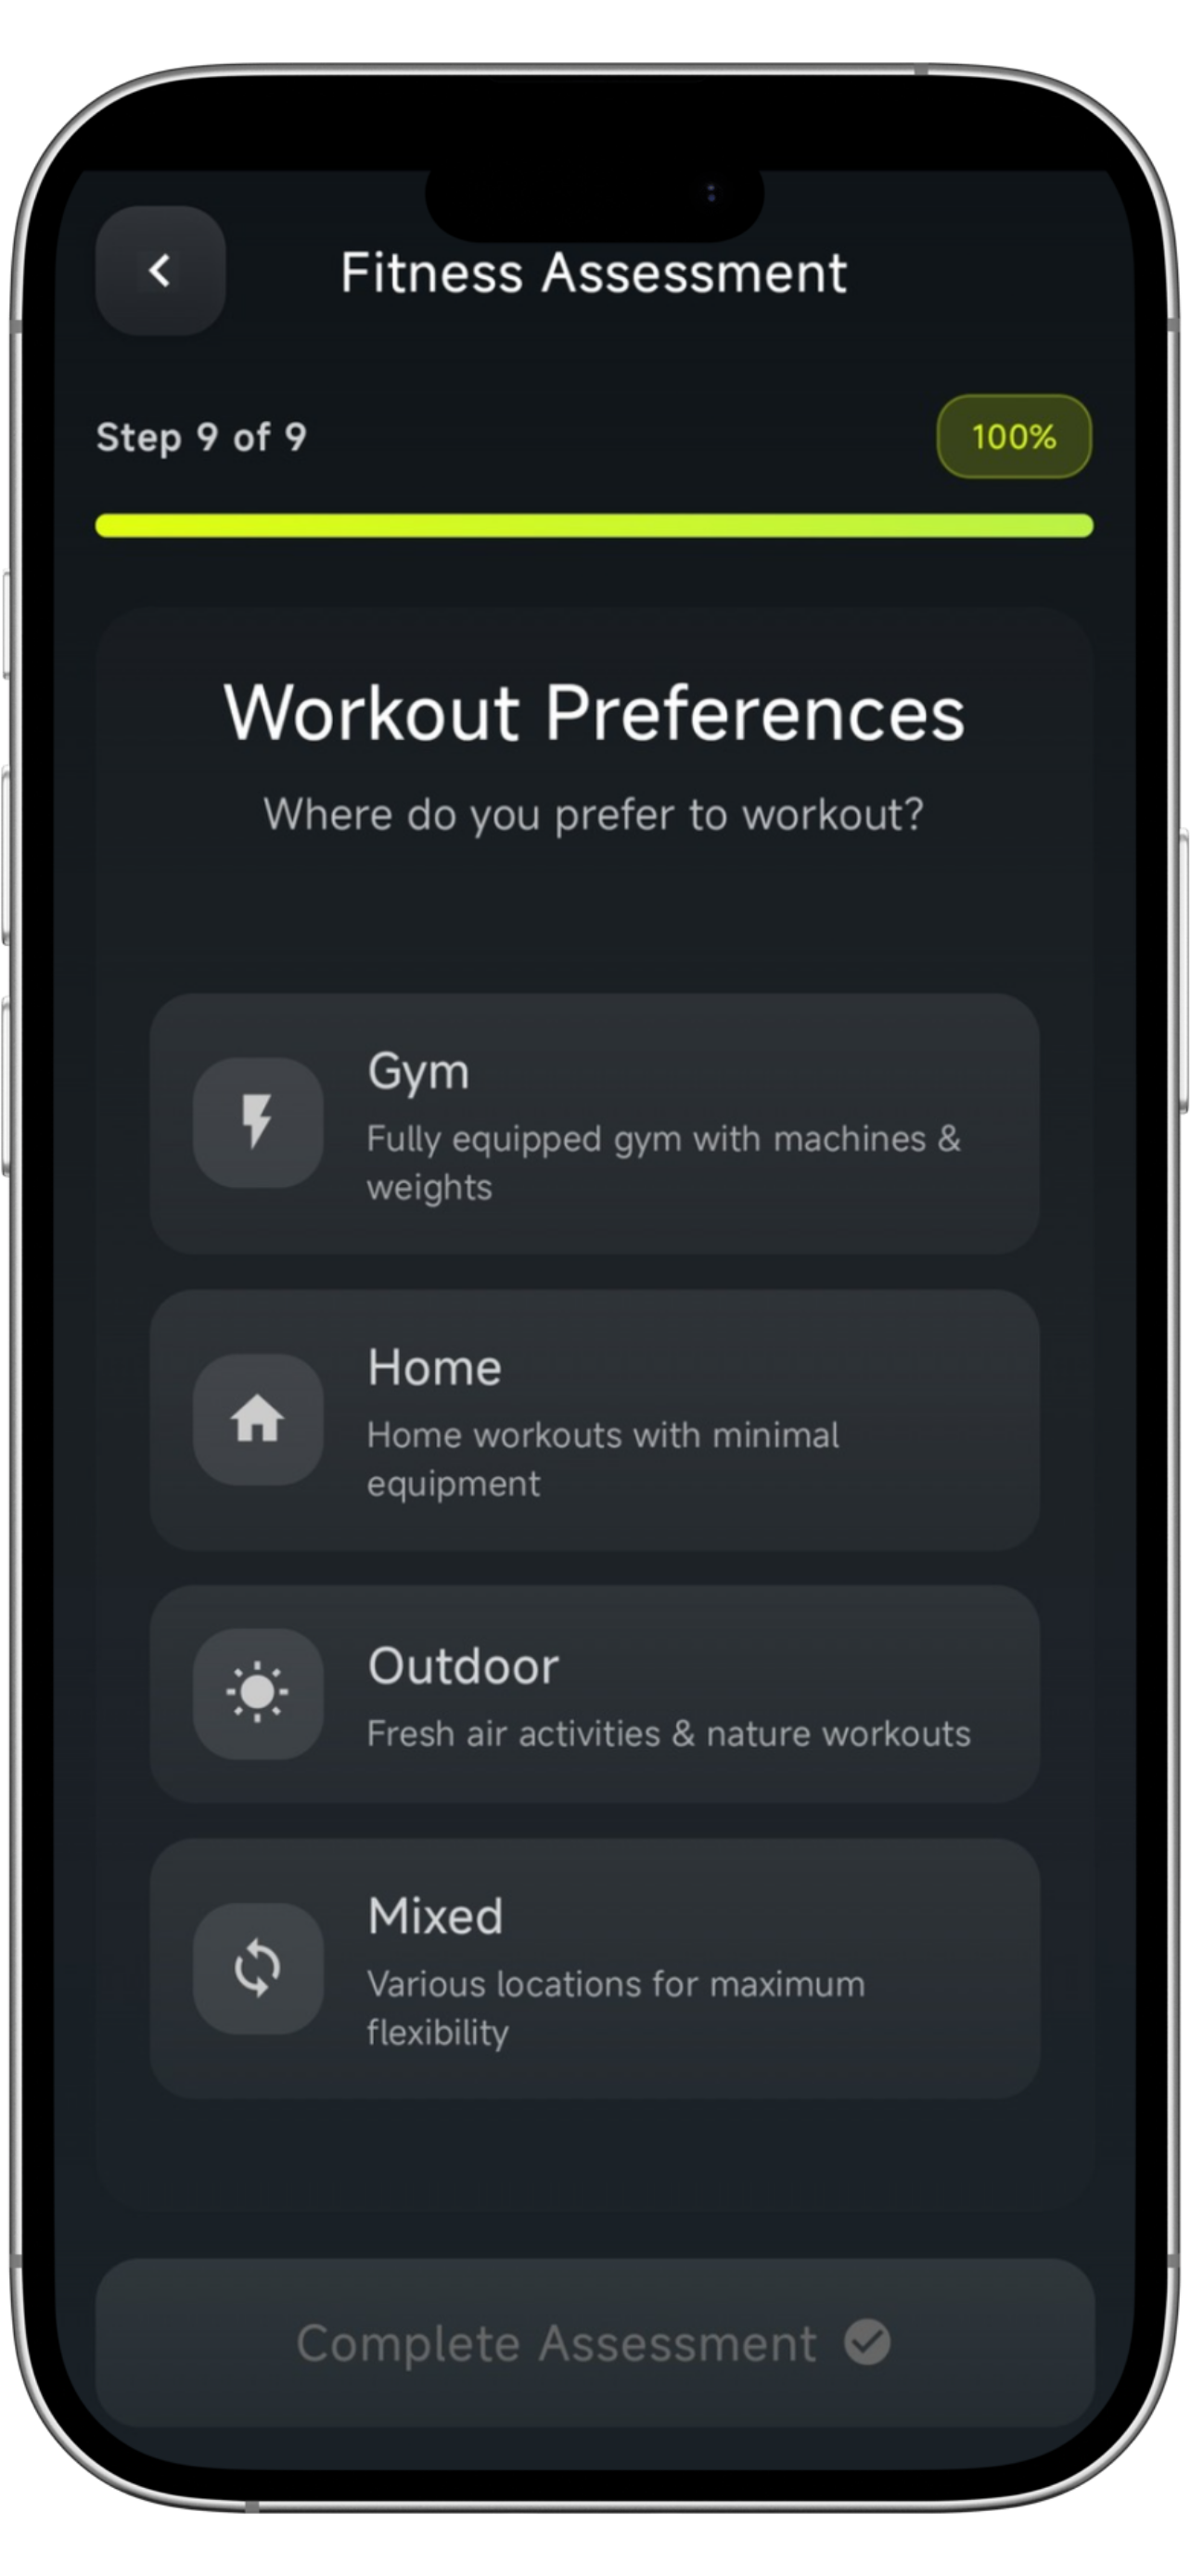 Fitness Assessment
Step 9 of 9
100%
Workout Preferences
Where do you prefer to workout?
Gym
Fully equipped gym with machines &
weights
Home
Home workouts with minimal
equipment
Outdoor
Fresh air activities & nature workouts
Mixed
Various locations for maximum
flexibility
Complete Assessment